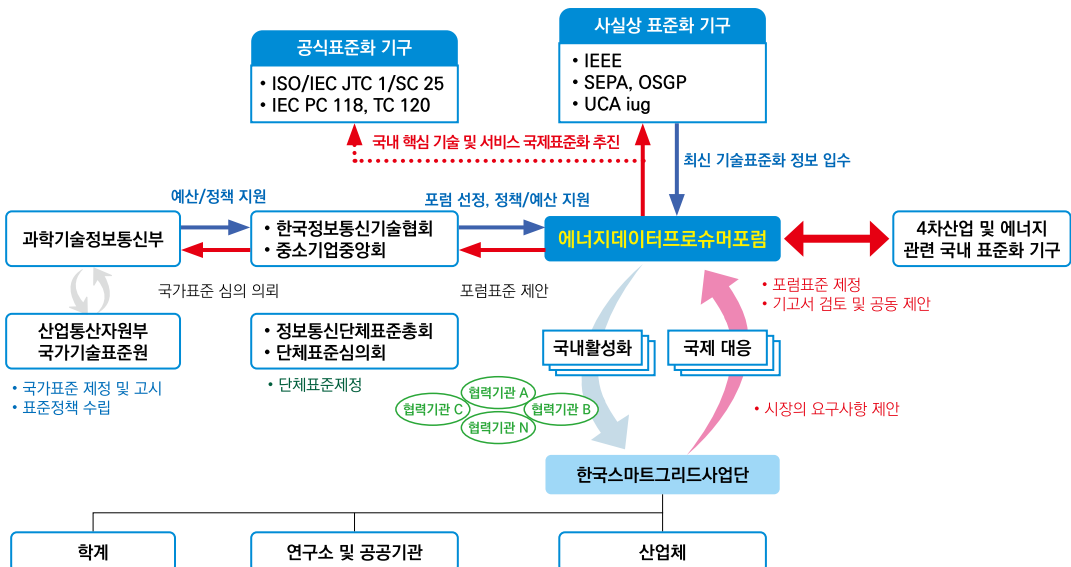 사실상 표준화 기구
• IEEE
• SEPA, OSGP
• UCA iug
공식표준화 기구
• ISO/IEC JTC 1/SC 25
• IEC PC 118, TC 120
국내 핵심 기술 및 서비스 국제표준화 추진
최신 기술표준화 정보 입수
예산/정책 지원
포럼 선정, 정책/예산 지원
과학기술정보통신부
• 한국정보통신기술협회
• 중소기업중앙회
에너지데이터프로슈머포럼
4차산업 및 에너지
관련 국내 표준화 기구
국가표준 심의 의뢰
포럼표준 제안
• 포럼표준 제정
• 기고서 검토 및 공동 제안
산업통산자원부
국가기술표준원
• 정보통신단체표준총회
• 단체표준심의회
국내활성화
국제 대응
• 국가표준 제정 및 고시
• 표준정책 수립
• 단체표준제정
협력기관 A
협력기관 C
협력기관 B
협력기관 N
• 시장의 요구사항 제안
한국스마트그리드사업단
학계
연구소 및 공공기관
산업체